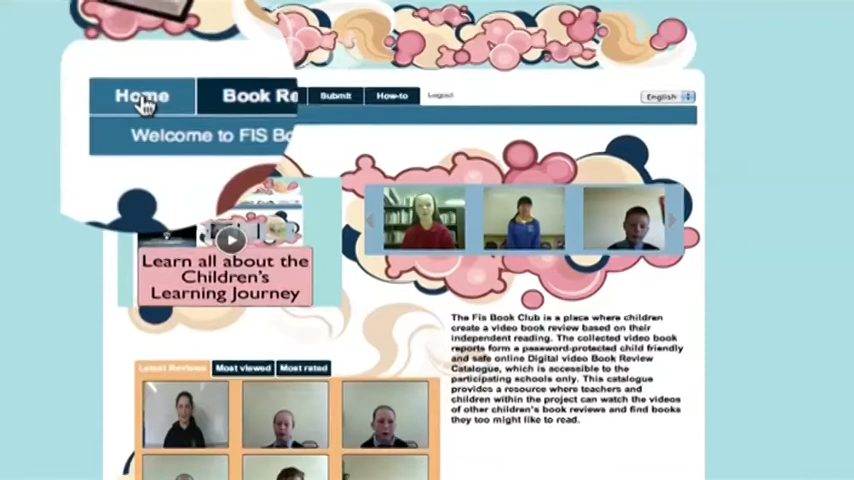 Home
Book Re
Submit
How-to
Logout
English
Welcome to FIS Bo
Learn all about the
Children's
Learning Journey
The Fis Book Club is a place where children
create a video book review based on their
independent reading. The collected video book
reports form a password-protected child friendly
and safe online Digital video Book Review
Catalogue, which is accessible to the
participating schools only. This catalogue
provides a resource where teachers and
children within the project can watch the videos
of other children's book reviews and find books
they too might like to read.
Latest Reviews
Most viewed
Most rated